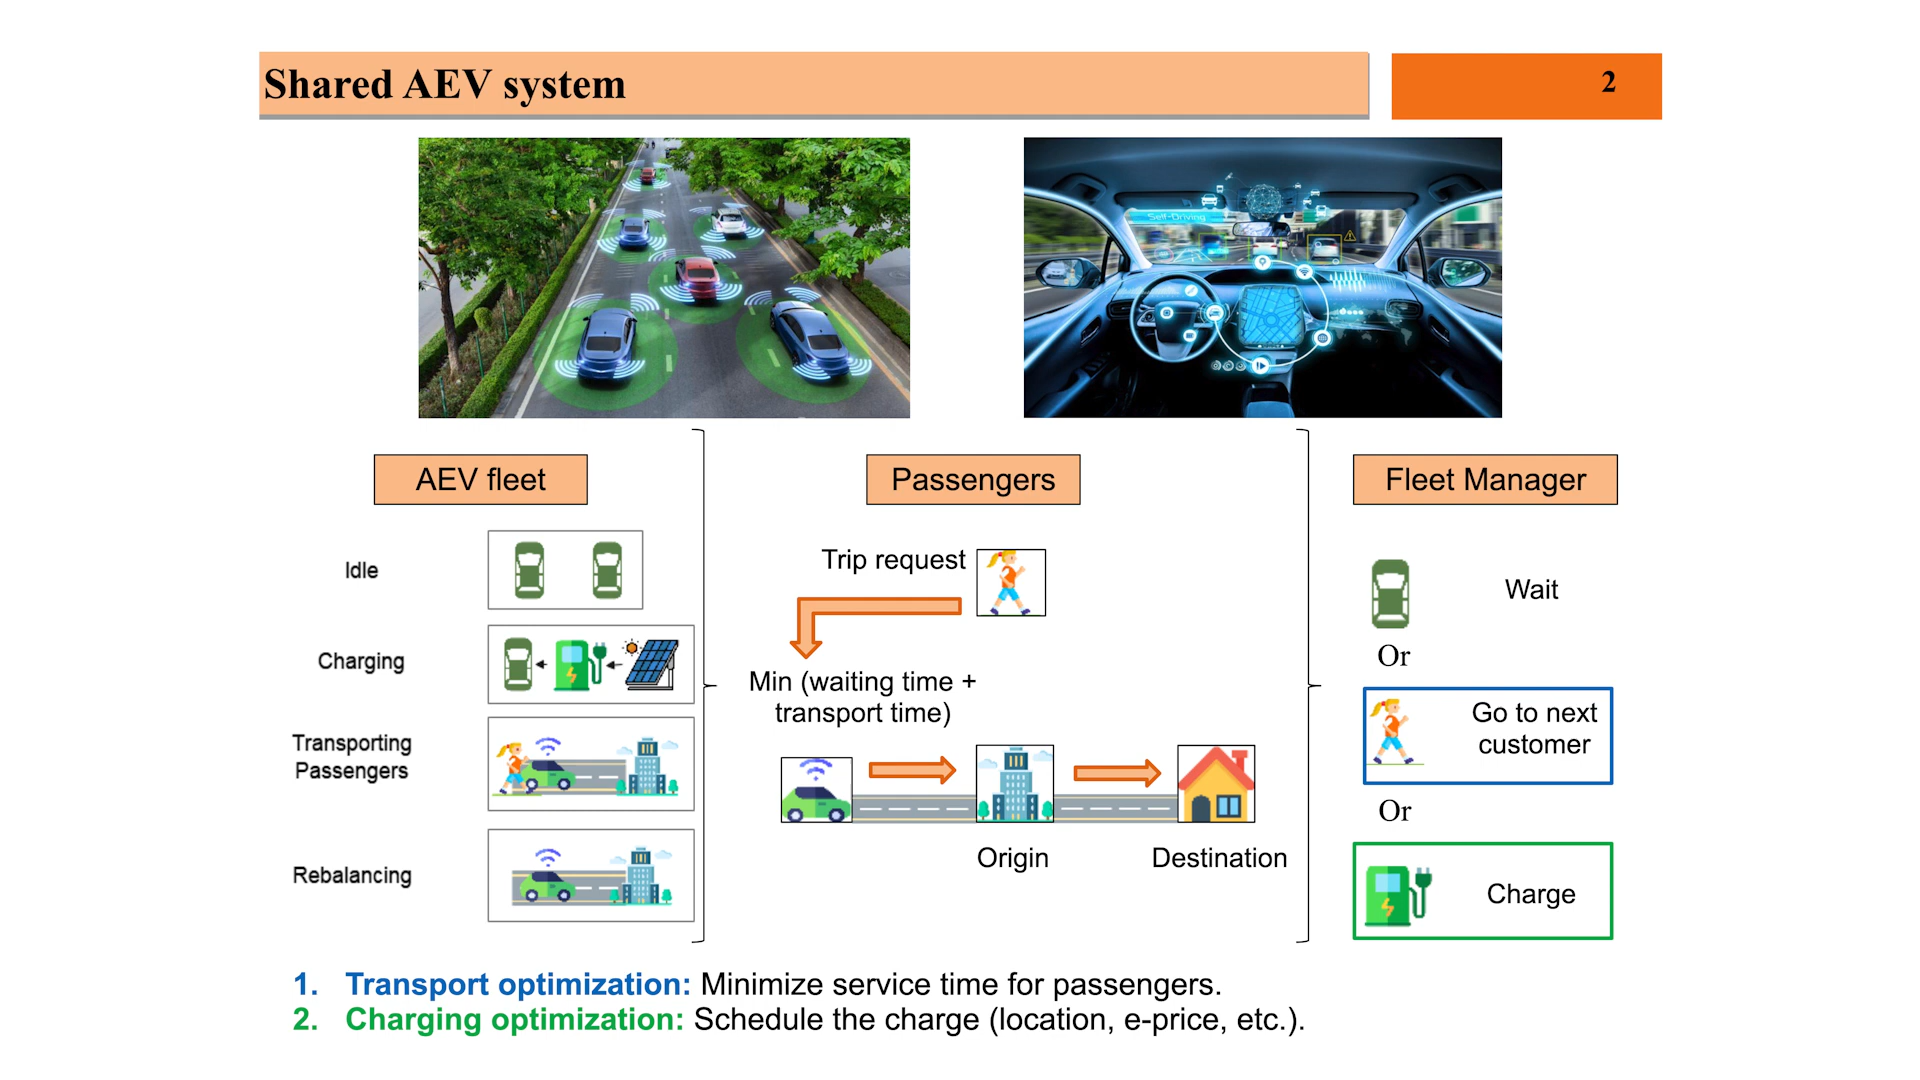 Shared AEV system
2
Self-Driving
AEV fleet
Idle
Charging
Transporting
Passengers
Rebalancing
Passengers
Trip request
Min (waiting time +
transport time)
Origin
Destination
Fleet Manager
Wait
Or
Go to next
customer
Or
Charge
1. Transport optimization: Minimize service time for passengers.
2. Charging optimization: Schedule the charge (location, e-price, etc.).